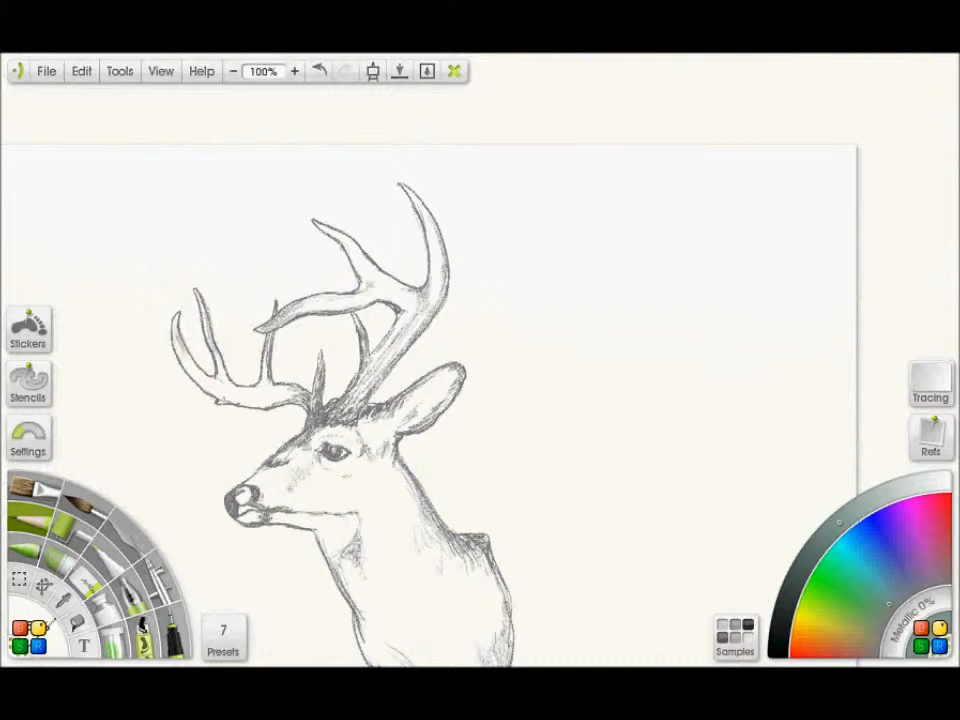 File Edit Tools View Help − 100% +
Stickers
Stencils
Settings
Tracing
Refs
T
7
Presets
Samples
Metallic 0%